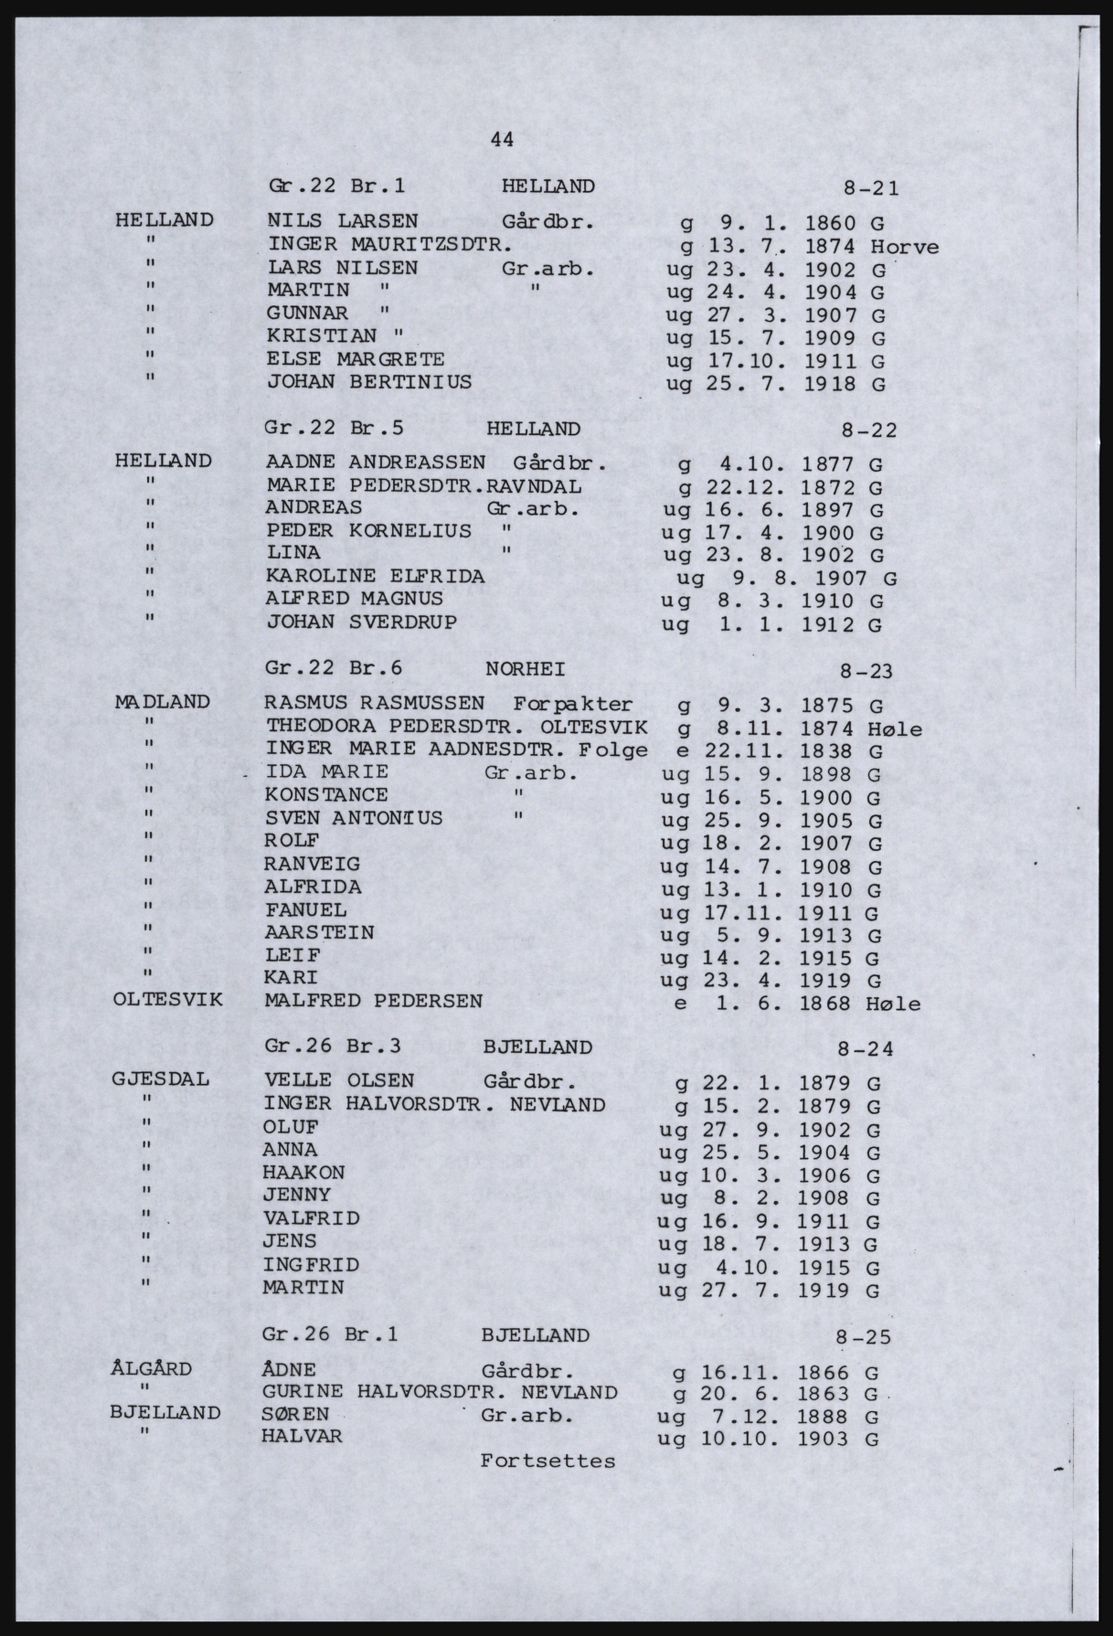 44
Gr.22 Br.1 HELLAND 8-21
HELLAND NILS LARSEN Gårdbr. g 9. 1. 1860 G
" INGER MAURITZSDTR. g 13. 7. 1874 Horve
" LARS NILSEN Gr.arb. ug 23. 4. 1902 G
" MARTIN " " ug 24. 4. 1904 G
" GUNNAR " ug 27. 3. 1907 G
" KRISTIAN " ug 15. 7. 1909 G
" ELSE MARGRETE ug 17.10. 1911 G
" JOHAN BERTINIUS ug 25. 7. 1918 G
Gr.22 Br.5 HELLAND 8-22
HELLAND AADNE ANDREASSEN Gårdbr. g 4.10. 1877 G
" MARIE PEDERSDTR.RAVNDAL g 22.12. 1872 G
" ANDREAS Gr.arb. ug 16. 6. 1897 G
" PEDER KORNELIUS " ug 17. 4. 1900 G
" LINA " ug 23. 8. 1902 G
" KAROLINE ELFRIDA ug 9. 8. 1907 G
" ALFRED MAGNUS ug 8. 3. 1910 G
" JOHAN SVERDRUP ug 1. 1. 1912 G
Gr.22 Br.6 NORHEI 8-23
MADLAND RASMUS RASMUSSEN Forpakter g 9. 3. 1875 G
" THEODORA PEDERSDTR. OLTESVIK g 8.11. 1874 Høle
" INGER MARIE AADNESDTR. Folge e 22.11. 1838 G
" IDA MARIE Gr.arb. ug 15. 9. 1898 G
" KONSTANCE " ug 16. 5. 1900 G
" SVEN ANTONIUS " ug 25. 9. 1905 G
" ROLF ug 18. 2. 1907 G
" RANVEIG ug 14. 7. 1908 G
" ALFRIDA ug 13. 1. 1910 G
" FANUEL ug 17.11. 1911 G
" AARSTEIN ug 5. 9. 1913 G
" LEIF ug 14. 2. 1915 G
" KARI ug 23. 4. 1919 G
OLTESVIK MALFRED PEDERSEN e 1. 6. 1868 Høle
Gr.26 Br.3 BJELLAND 8-24
GJESDAL VELLE OLSEN Gårdbr. g 22. 1. 1879 G
" INGER HALVORSDTR. NEVLAND g 15. 2. 1879 G
" OLUF ug 27. 9. 1902 G
" ANNA ug 25. 5. 1904 G
" HAAKON ug 10. 3. 1906 G
" JENNY ug 8. 2. 1908 G
" VALFRID ug 16. 9. 1911 G
" JENS ug 18. 7. 1913 G
" INGFRID ug 4.10. 1915 G
" MARTIN ug 27. 7. 1919 G
Gr.26 Br.1 BJELLAND 8-25
ÅLGÅRD ÅDNE Gårdbr. g 16.11. 1866 G
" GURINE HALVORSDTR. NEVLAND g 20. 6. 1863 G
BJELLAND SØREN Gr.arb. ug 7.12. 1888 G
" HALVAR ug 10.10. 1903 G
Fortsettes